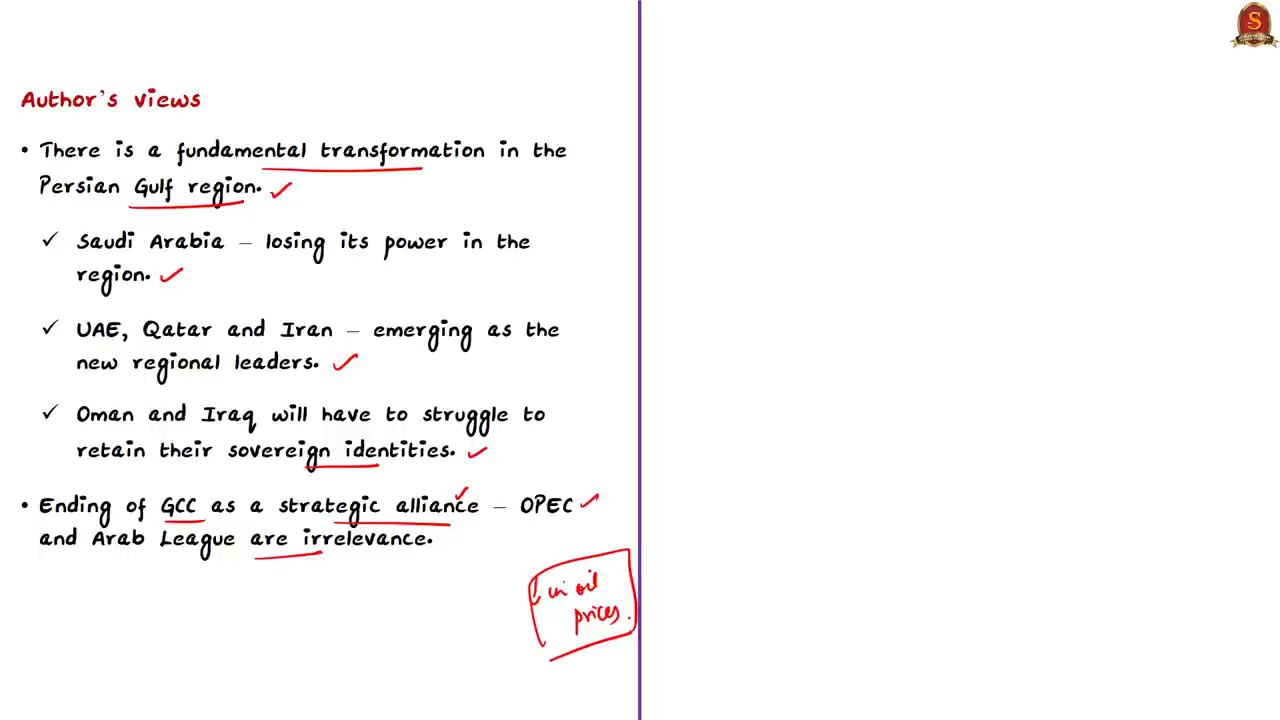 Author's views
• There is a fundamental transformation in the
Persian Gulf region. ✓
✓ Saudi Arabia – losing its power in the
region. ✓
✓ UAE, Qatar and Iran – emerging as the
new regional leaders. ✓
✓ Oman and Iraq will have to struggle to
retain their sovereign identities. ✓
• Ending of GCC as a strategic alliance – OPEC ✓
and Arab League are irrelevance.
in oil
prices.
S